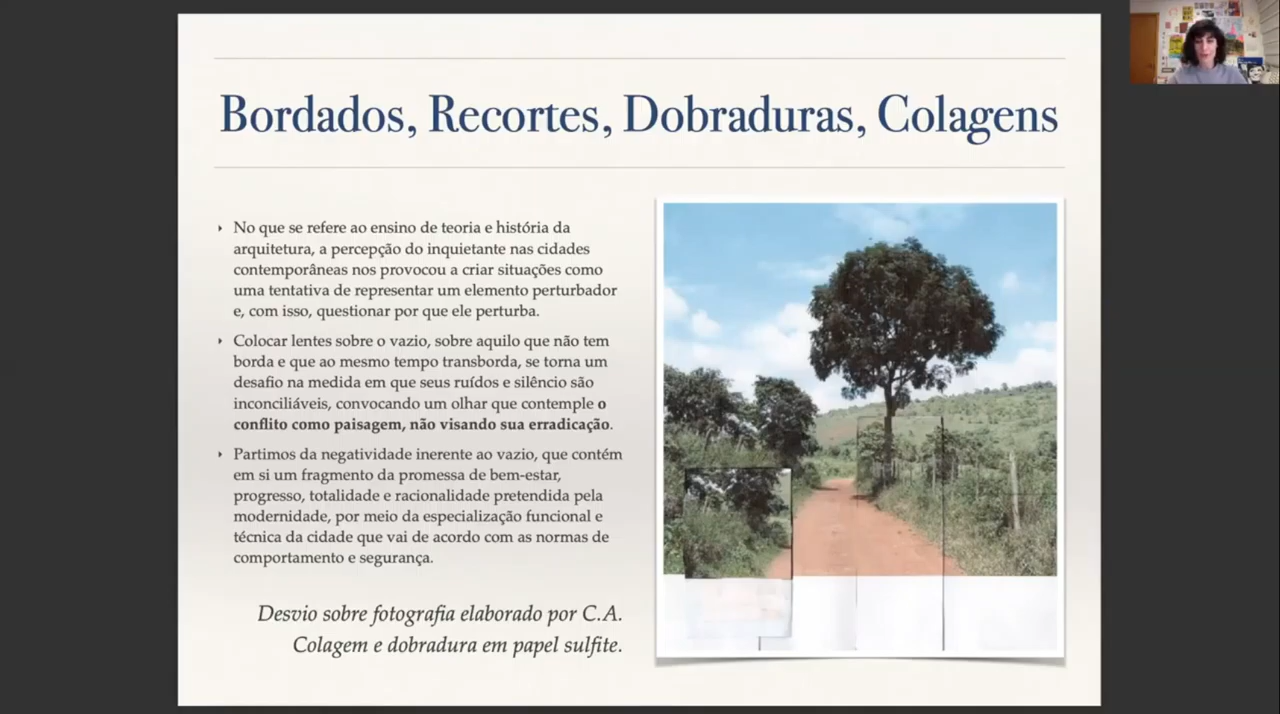 Bordados, Recortes, Dobraduras, Colagens
No que se refere ao ensino de teoria e história da
arquitetura, a percepção do inquietante nas cidades
contemporâneas nos provocou a criar situações como
uma tentativa de representar um elemento perturbador
e, com isso, questionar por que ele perturba.
Colocar lentes sobre o vazio, sobre aquilo que não tem
borda e que ao mesmo tempo transborda, se torna um
desafio na medida em que seus ruídos e silêncio são
inconciliáveis, convocando um olhar que contemple o
conflito como paisagem, não visando sua erradicação.
Partimos da negatividade inerente ao vazio, que contém
em si um fragmento da promessa de bem-estar,
progresso, totalidade e racionalidade pretendida pela
modernidade, por meio da especialização funcional e
técnica da cidade que vai de acordo com as normas de
comportamento e segurança.
Desvio sobre fotografia elaborado por C.A.
Colagem e dobradura em papel sulfite.